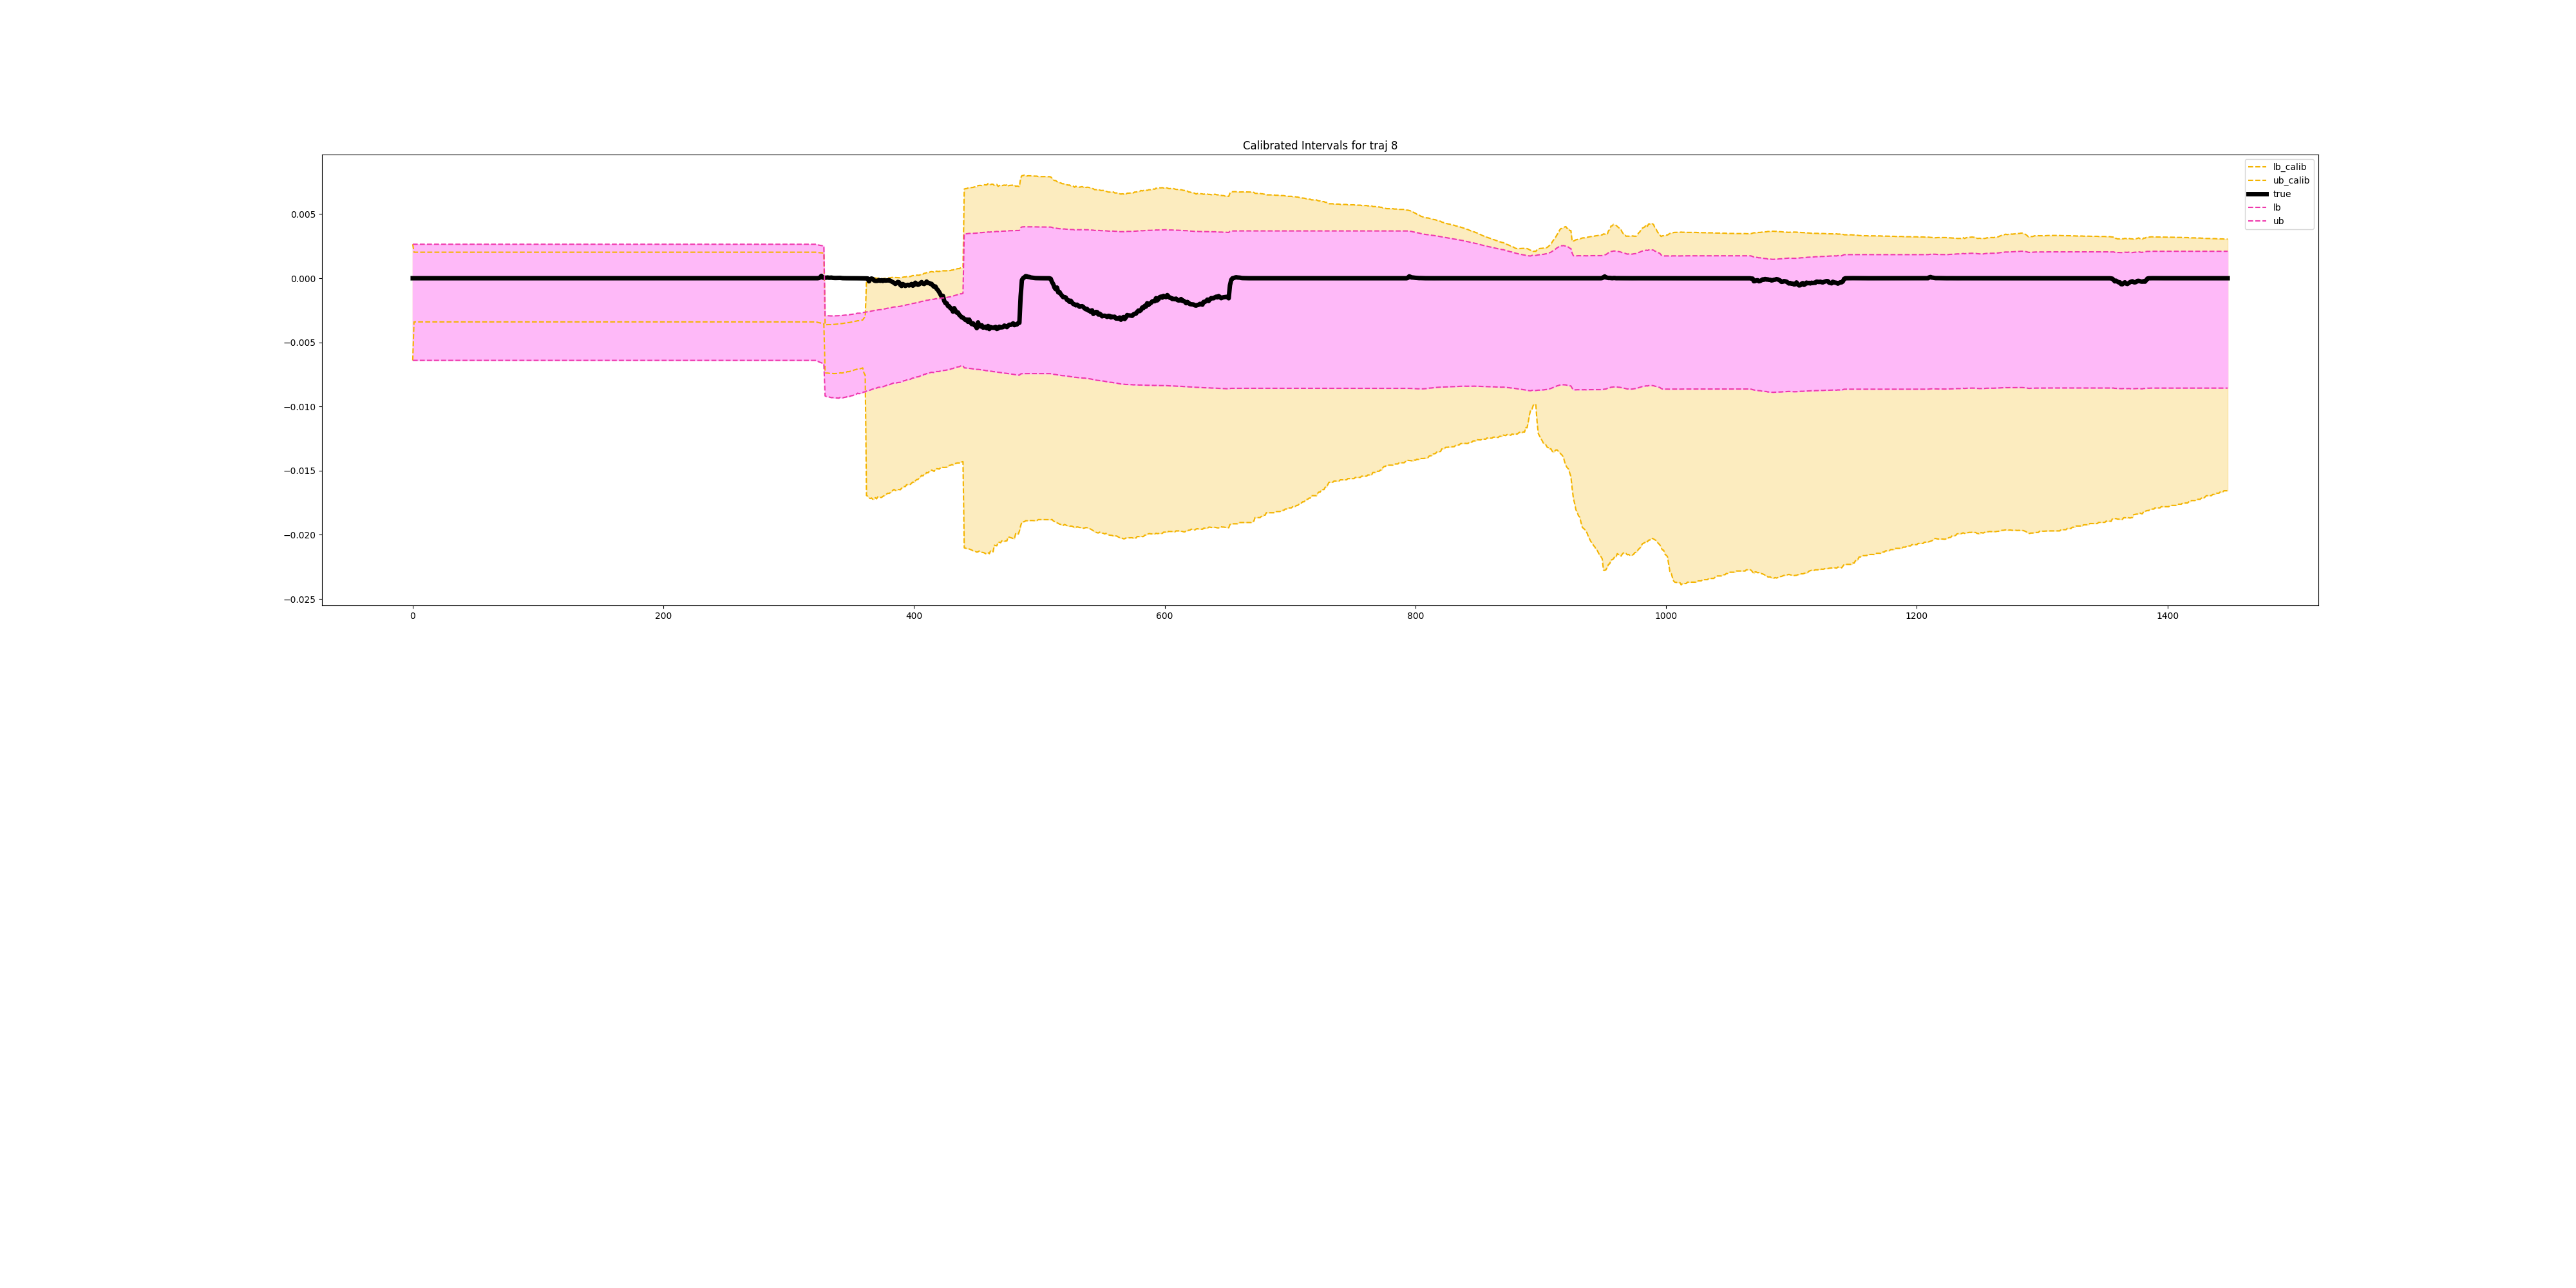 Calibrated Intervals for traj 8
lb_calib
ub_calib
true
lb
ub
0.005
0.000
−0.005
−0.010
−0.015
−0.020
−0.025
0 200 400 600 800 1000 1200 1400